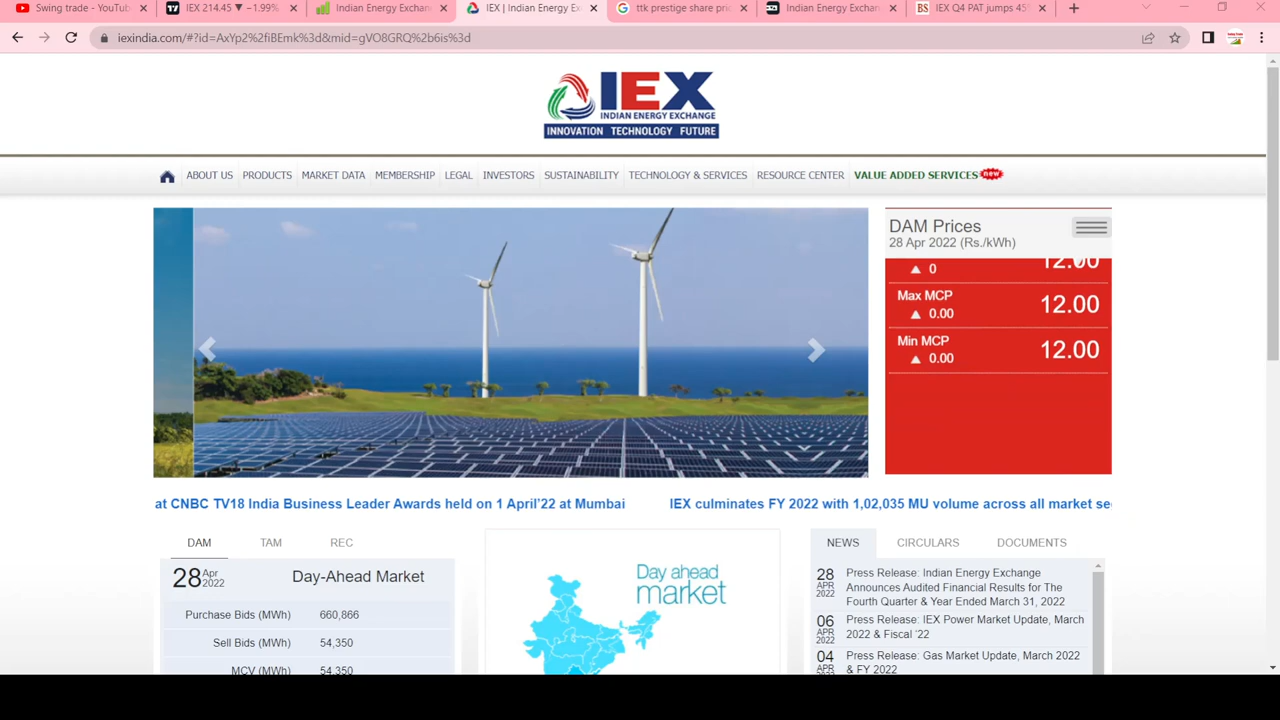 Swing trade - YouTub
IEX 214.45 ▼ −1.99%
Indian Energy Exchan
IEX | Indian Energy Ex
ttk prestige share pri
Indian Energy Exchan
BS IEX Q4 PAT jumps 45%
iexindia.com/#?id=AxYp2%2fiBEmk%3d&mid=gVO8GRQ%2b6is%3d
IEX
INDIAN ENERGY EXCHANGE
INNOVATION TECHNOLOGY FUTURE
ABOUT US PRODUCTS MARKET DATA MEMBERSHIP LEGAL INVESTORS SUSTAINABILITY TECHNOLOGY & SERVICES RESOURCE CENTER VALUE ADDED SERVICES new
DAM Prices
28 Apr 2022 (Rs./kWh)
12.00
▲ 0
Max MCP 12.00
▲ 0.00
Min MCP 12.00
▲ 0.00
at CNBC TV18 India Business Leader Awards held on 1 April'22 at Mumbai IEX culminates FY 2022 with 1,02,035 MU volume across all market se
DAM TAM REC
28 Apr 2022 Day-Ahead Market
Purchase Bids (MWh) 660,866
Sell Bids (MWh) 54,350
MCV (MWh) 54,350
Day ahead
market
NEWS CIRCULARS DOCUMENTS
28 APR 2022
Press Release: Indian Energy Exchange
Announces Audited Financial Results for The
Fourth Quarter & Year Ended March 31, 2022
06 APR 2022
Press Release: IEX Power Market Update, March
2022 & Fiscal '22
04 APR
Press Release: Gas Market Update, March 2022
& FY 2022